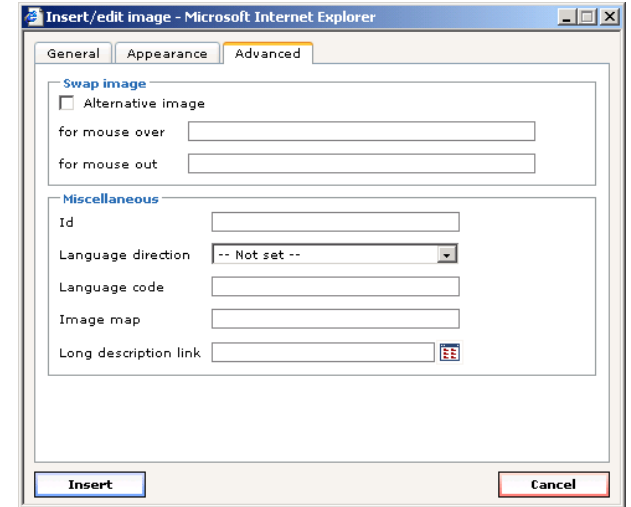 Insert/edit image - Microsoft Internet Explorer
General Appearance Advanced
Swap image
Alternative image
for mouse over
for mouse out
Miscellaneous
Id
Language direction -- Not set --
Language code
Image map
Long description link
Insert Cancel